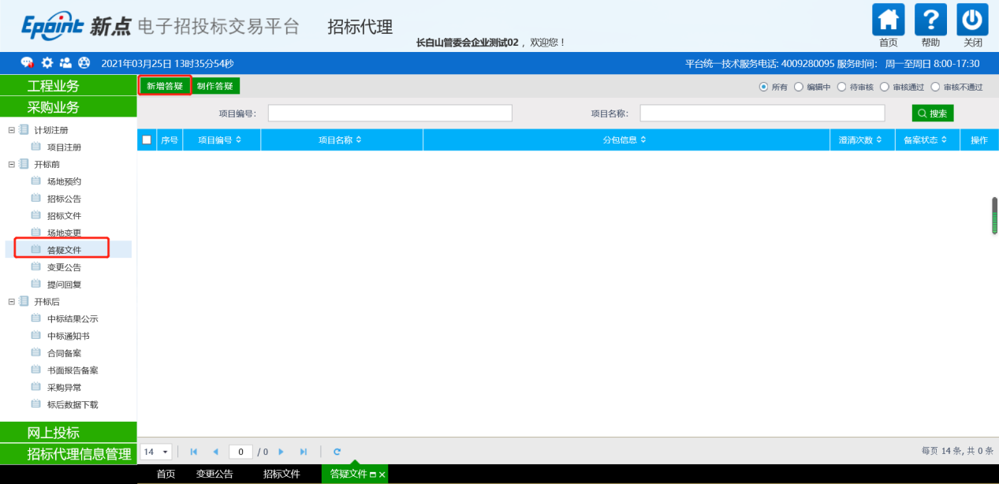 Epoint 新点 电子招投标交易平台 招标代理
长白山管委会企业测试02， 欢迎您！
首页 帮助 关闭
2021年03月25日 13时35分54秒
平台统一技术服务电话: 4009280095 服务时间： 周一至周日 8:00-17:30
工程业务
采购业务
计划注册
项目注册
开标前
场地预约
招标公告
招标文件
场地变更
答疑文件
变更公告
提问回复
开标后
中标结果公示
中标通知书
合同备案
书面报告备案
采购异常
标后数据下载
网上投标
招标代理信息管理
新增答疑 制作答疑
所有 编辑中 待审核 审核通过 审核不通过
项目编号: 项目名称: 搜索
序号 项目编号 项目名称 分包信息 澄清次数 备案状态 操作
14 0 / 0
每页 14 条, 共 0 条
首页 变更公告 招标文件 答疑文件